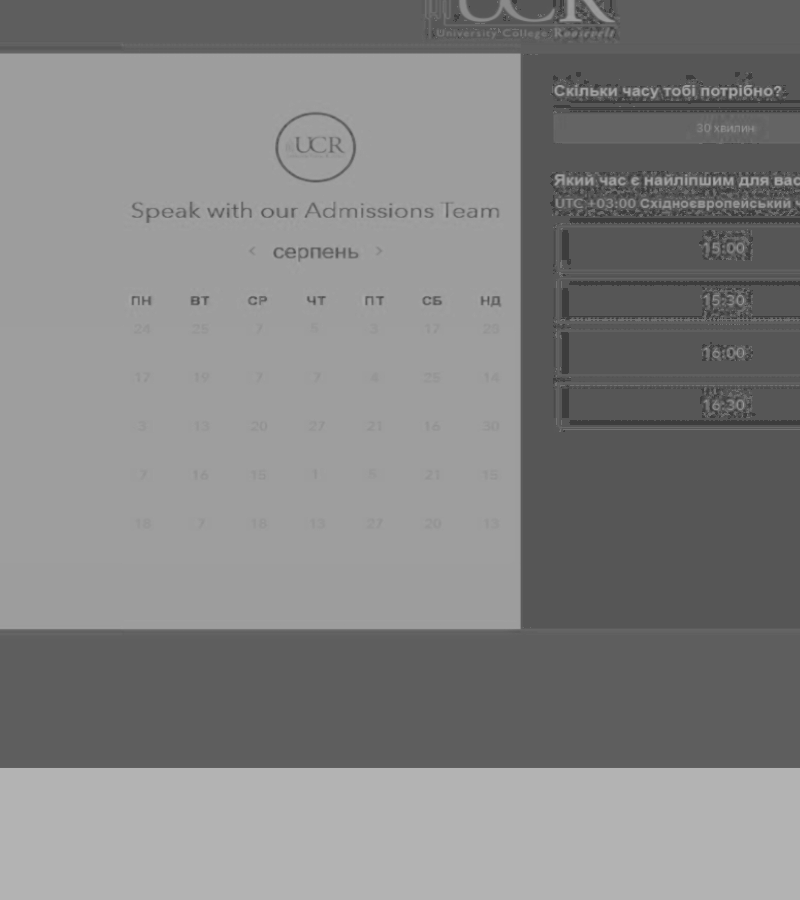 UCR
University College Roosevelt
UCR
Speak with our Admissions Team
< серпень >
ПН ВТ СР ЧТ ПТ СБ НД
24 25 7 5 3 17 28
17 19 7 7 4 25 14
3 13 20 27 21 16 30
7 16 15 1 5 21 15
18 7 18 13 27 20 13
Скільки часу тобі потрібно?
30 хвилин
Який час є найліпшим для вас
UTC +03:00 Східноєвропейський ч
15:00
15:30
16:00
16:30